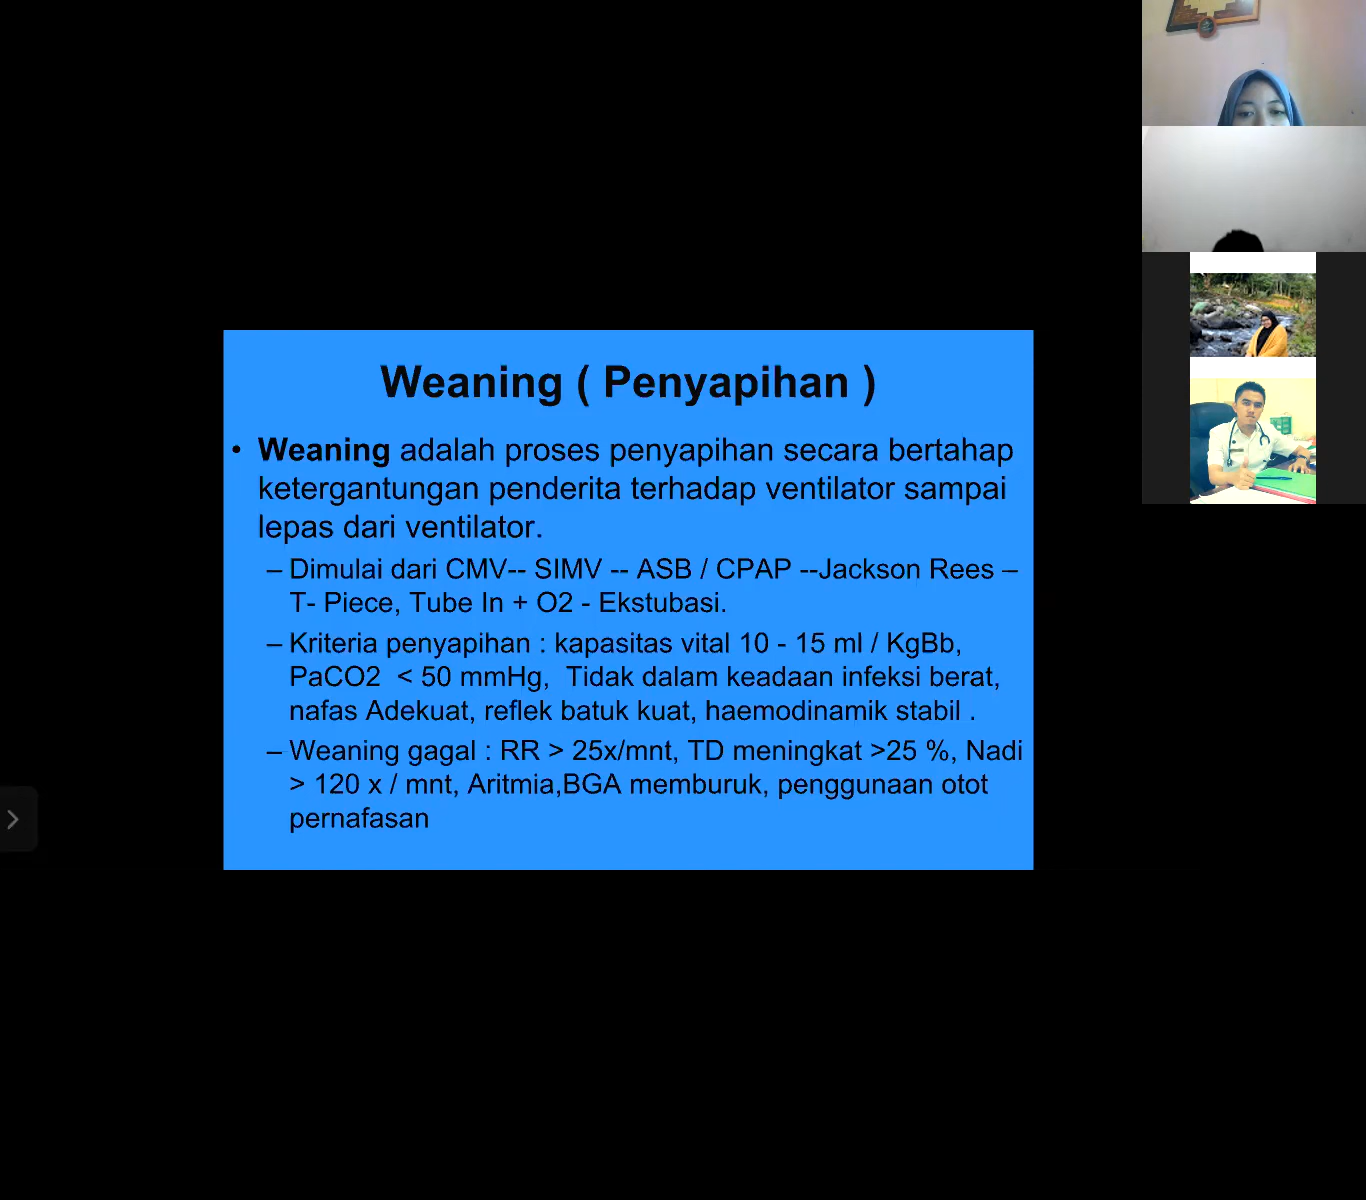 Weaning ( Penyapihan )
• Weaning adalah proses penyapihan secara bertahap
ketergantungan penderita terhadap ventilator sampai
lepas dari ventilator.
– Dimulai dari CMV-- SIMV -- ASB / CPAP --Jackson Rees –
T- Piece, Tube In + O2 - Ekstubasi.
– Kriteria penyapihan : kapasitas vital 10 - 15 ml / KgBb,
PaCO2 < 50 mmHg, Tidak dalam keadaan infeksi berat,
nafas Adekuat, reflek batuk kuat, haemodinamik stabil .
– Weaning gagal : RR > 25x/mnt, TD meningkat >25 %, Nadi
> 120 x / mnt, Aritmia,BGA memburuk, penggunaan otot
pernafasan